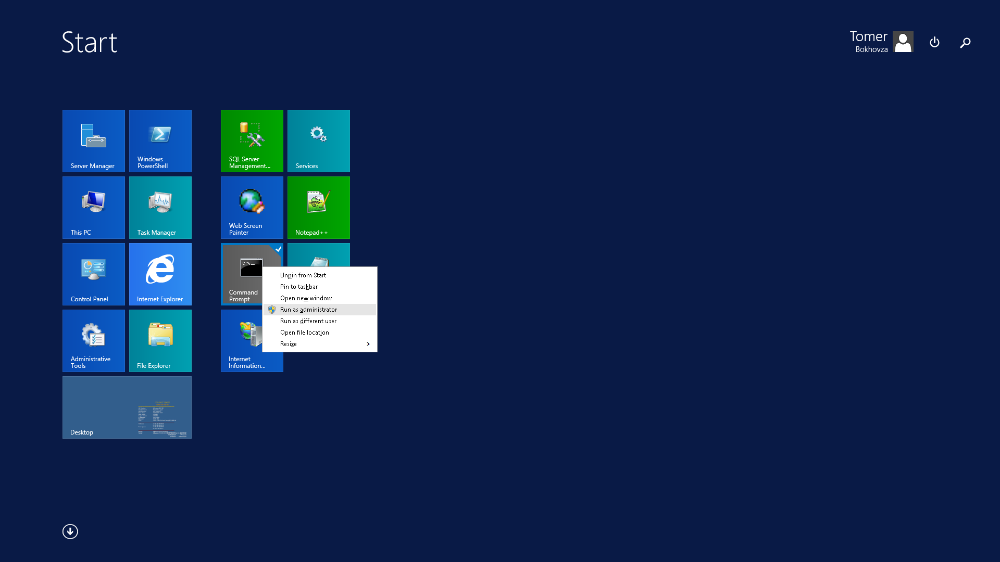 Start
Tomer
Bokhovza
Server Manager
Windows
PowerShell
SQL Server
Management...
Services
This PC
Task Manager
Web Screen
Painter
Notepad++
Control Panel
Internet Explorer
C:\_
Command
Prompt
Unpin from Start
Pin to taskbar
Open new window
Run as administrator
Run as different user
Open file location
Resize
Administrative
Tools
File Explorer
Internet
Information...
Desktop